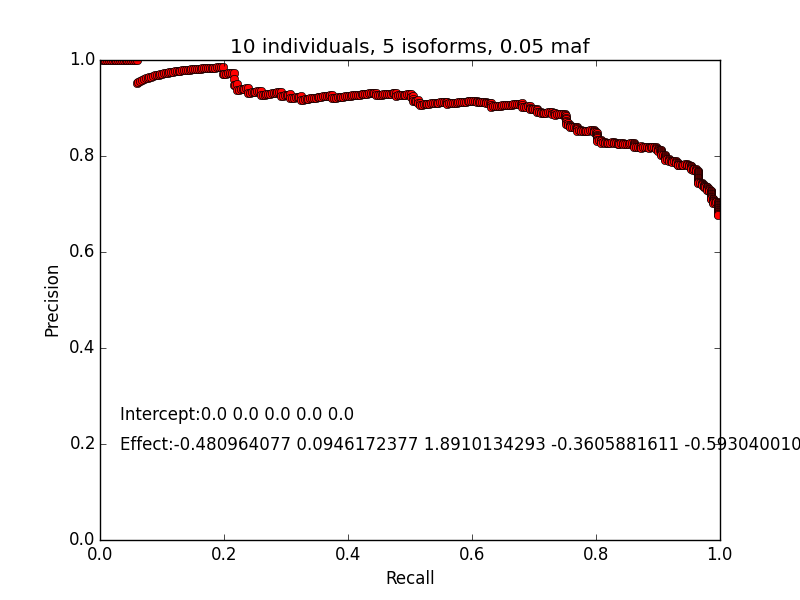 10 individuals, 5 isoforms, 0.05 maf
1.0
0.8
0.6
Precision
0.4
Intercept:0.0 0.0 0.0 0.0 0.0
0.2
Effect:-0.480964077 0.0946172377 1.8910134293 -0.3605881611 -0.593040010
0.0
0.0 0.2 0.4 0.6 0.8 1.0
Recall